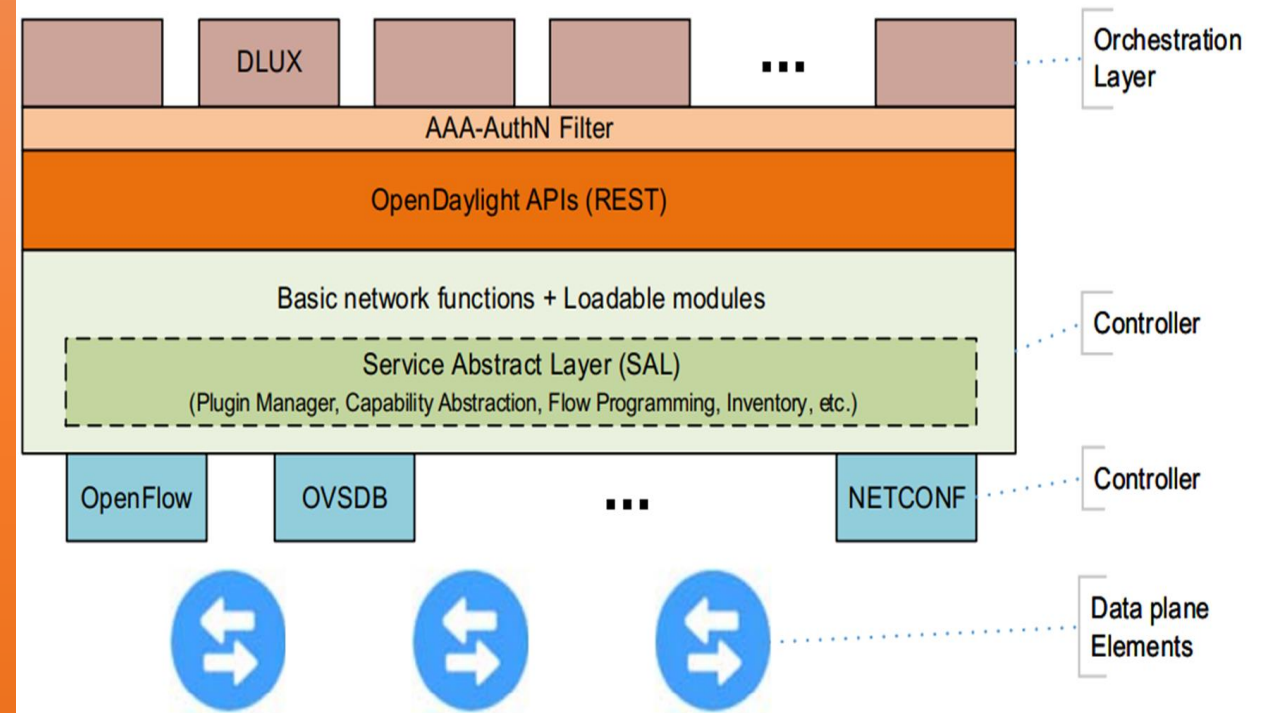 DLUX
...
Orchestration
Layer
AAA-AuthN Filter
OpenDaylight APIs (REST)
Basic network functions + Loadable modules
Controller
Service Abstract Layer (SAL)
(Plugin Manager, Capability Abstraction, Flow Programming, Inventory, etc.)
OpenFlow
OVSDB
...
NETCONF
Controller
Data plane
Elements